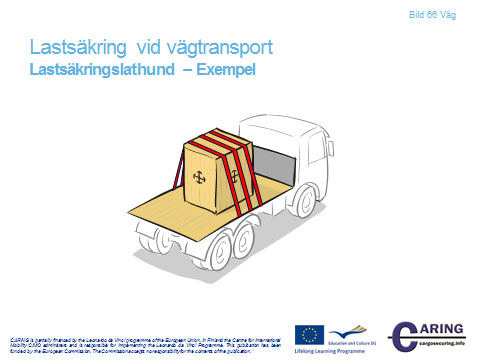 Bild 66 Väg
Lastsäkring vid vägtransport
Lastsäkringslathund – Exempel
CARING is partially financed by the Leonardo da Vinci programme of the European Union. In Finland the Centre for International
Mobility CIMO administers and is responsible for implementing the Leonardo da Vinci Programme. This publication has been
funded by the European Commission. The Commission accepts no responsibility for the contents of the publication.
Education and Culture DG
Lifelong Learning Programme
CARING
cargosecuring.info